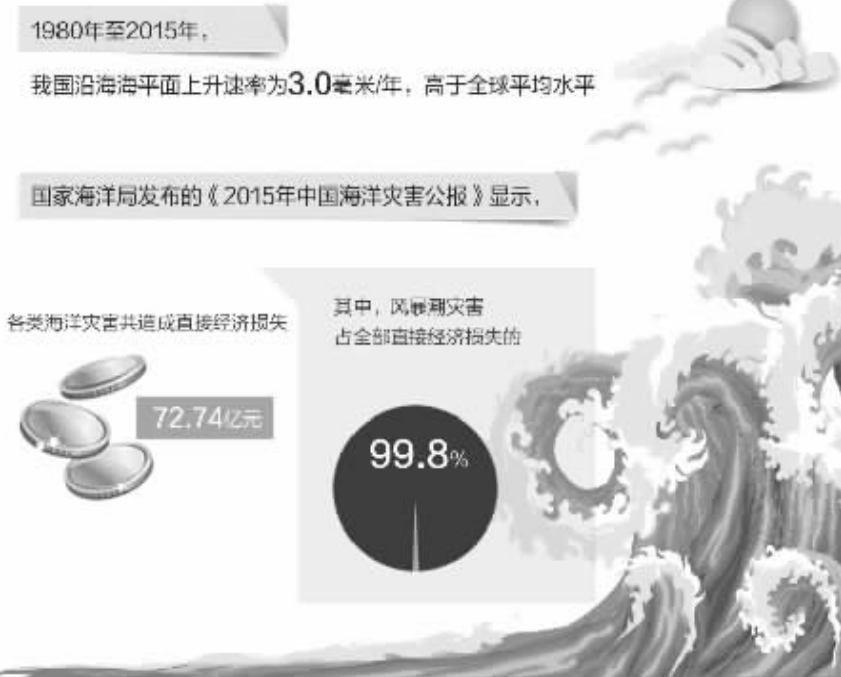 1980年至2015年，
我国沿海海平面上升速率为3.0毫米/年，高于全球平均水平
国家海洋局发布的《2015年中国海洋灾害公报》显示，
各类海洋灾害共造成直接经济损失
72.74亿元
其中，风暴潮灾害
占全部直接经济损失的
99.8%